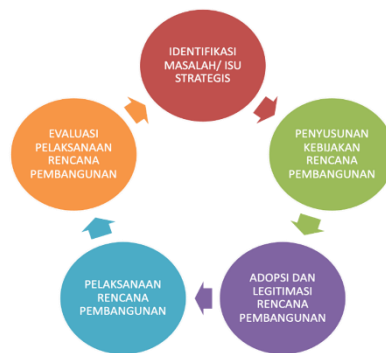 IDENTIFIKASI
MASALAH/ ISU
STRATEGIS
PENYUSUNAN
KEBIJAKAN
RENCANA
PEMBANGUNAN
ADOPSI DAN
LEGITIMASI
RENCANA
PEMBANGUNAN
PELAKSANAAN
RENCANA
PEMBANGUNAN
EVALUASI
PELAKSANAAN
RENCANA
PEMBANGUNAN